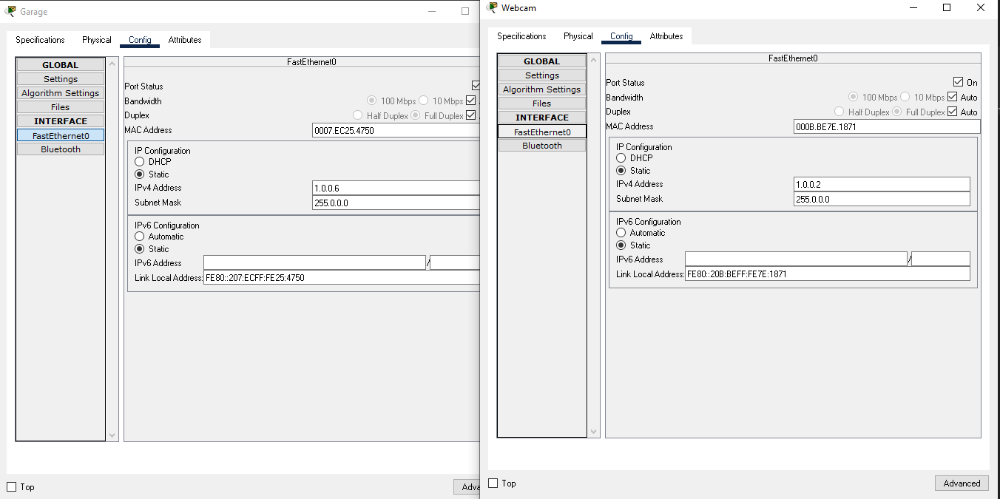 Garage
Specifications Physical Config Attributes
GLOBAL
Settings
Algorithm Settings
Files
INTERFACE
FastEthernet0
Bluetooth
FastEthernet0
Port Status
Bandwidth 100 Mbps 10 Mbps
Duplex Half Duplex Full Duplex
MAC Address 0007.EC25.4750
IP Configuration
DHCP
Static
IPv4 Address 1.0.0.6
Subnet Mask 255.0.0.0
IPv6 Configuration
Automatic
Static
IPv6 Address /
Link Local Address: FE80::207:ECFF:FE25:4750
Top
Webcam
Specifications Physical Config Attributes
GLOBAL
Settings
Algorithm Settings
Files
INTERFACE
FastEthernet0
Bluetooth
FastEthernet0
Port Status On
Bandwidth 100 Mbps 10 Mbps Auto
Duplex Half Duplex Full Duplex Auto
MAC Address 000B.BE7E.1871
IP Configuration
DHCP
Static
IPv4 Address 1.0.0.2
Subnet Mask 255.0.0.0
IPv6 Configuration
Automatic
Static
IPv6 Address /
Link Local Address: FE80::20B:BEFF:FE7E:1871
Top Advanced